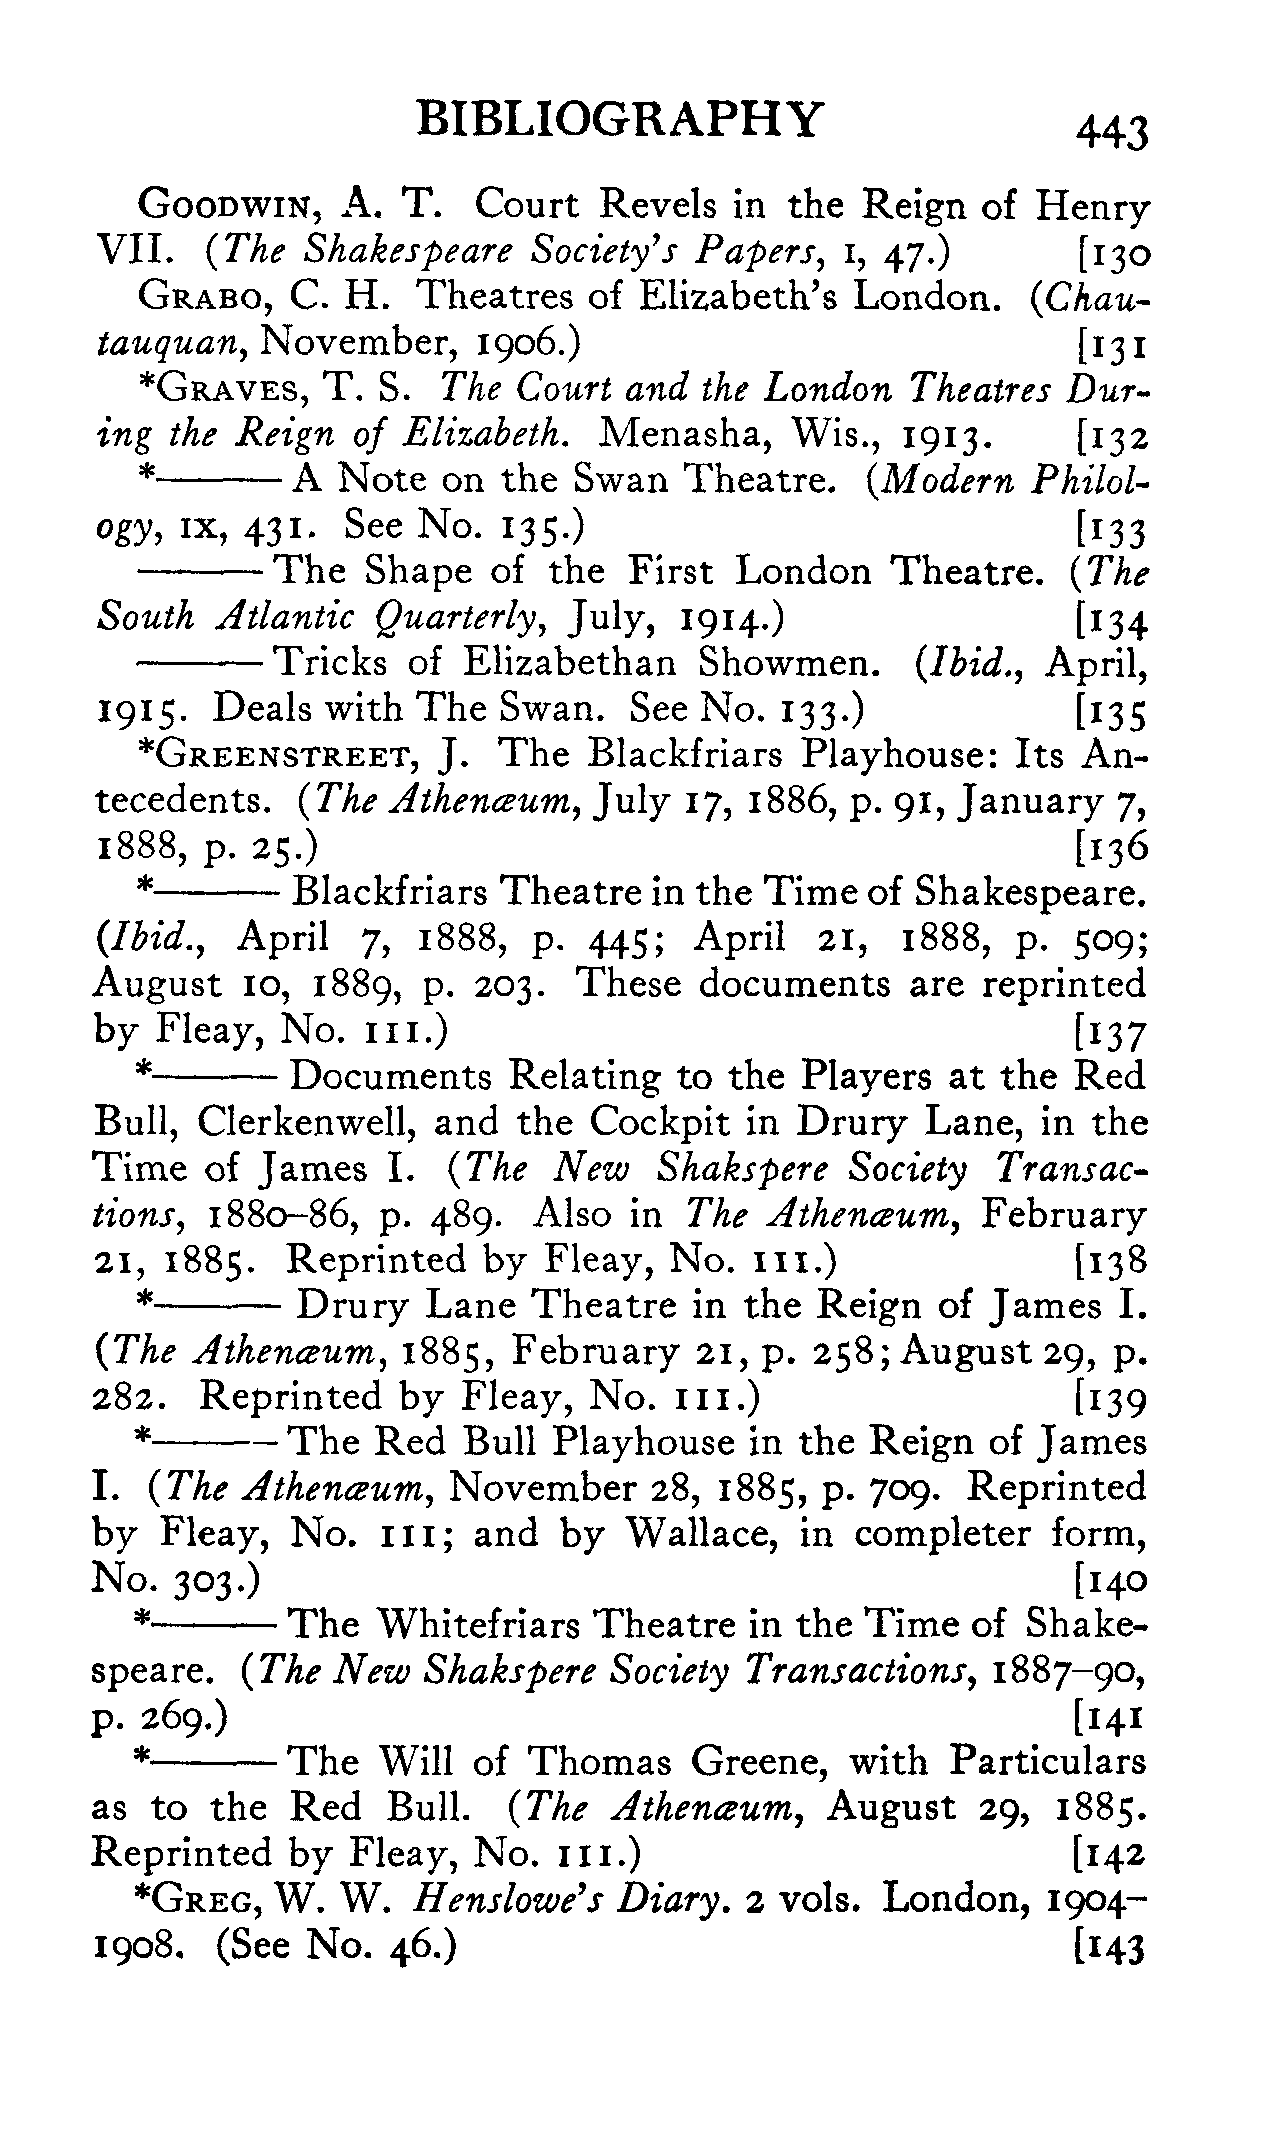 BIBLIOGRAPHY 443
GOODWIN, A. T. Court Revels in the Reign of Henry
VII. (The Shakespeare Society's Papers, I, 47.) [130
GRABO, C. H. Theatres of Elizabeth's London. (Chau-
tauquan, November, 1906.) [131
*GRAVES, T. S. The Court and the London Theatres Dur-
ing the Reign of Elizabeth. Menasha, Wis., 1913. [132
*——— A Note on the Swan Theatre. (Modern Philol-
ogy, IX, 431. See No. 135.) [133
——— The Shape of the First London Theatre. (The
South Atlantic Quarterly, July, 1914.) [134
——— Tricks of Elizabethan Showmen. (Ibid., April,
1915. Deals with The Swan. See No. 133.) [135
*GREENSTREET, J. The Blackfriars Playhouse: Its An-
tecedents. (The Athenæum, July 17, 1886, p. 91, January 7,
1888, p. 25.) [136
*——— Blackfriars Theatre in the Time of Shakespeare.
(Ibid., April 7, 1888, p. 445; April 21, 1888, p. 509;
August 10, 1889, p. 203. These documents are reprinted
by Fleay, No. 111.) [137
*——— Documents Relating to the Players at the Red
Bull, Clerkenwell, and the Cockpit in Drury Lane, in the
Time of James I. (The New Shakspere Society Transac-
tions, 1880–86, p. 489. Also in The Athenæum, February
21, 1885. Reprinted by Fleay, No. 111.) [138
*——— Drury Lane Theatre in the Reign of James I.
(The Athenæum, 1885, February 21, p. 258; August 29, p.
282. Reprinted by Fleay, No. 111.) [139
*——— The Red Bull Playhouse in the Reign of James
I. (The Athenæum, November 28, 1885, p. 709. Reprinted
by Fleay, No. 111; and by Wallace, in completer form,
No. 303.) [140
*——— The Whitefriars Theatre in the Time of Shake-
speare. (The New Shakspere Society Transactions, 1887–90,
p. 269.) [141
*——— The Will of Thomas Greene, with Particulars
as to the Red Bull. (The Athenæum, August 29, 1885.
Reprinted by Fleay, No. 111.) [142
*GREG, W. W. Henslowe's Diary. 2 vols. London, 1904–
1908. (See No. 46.) [143